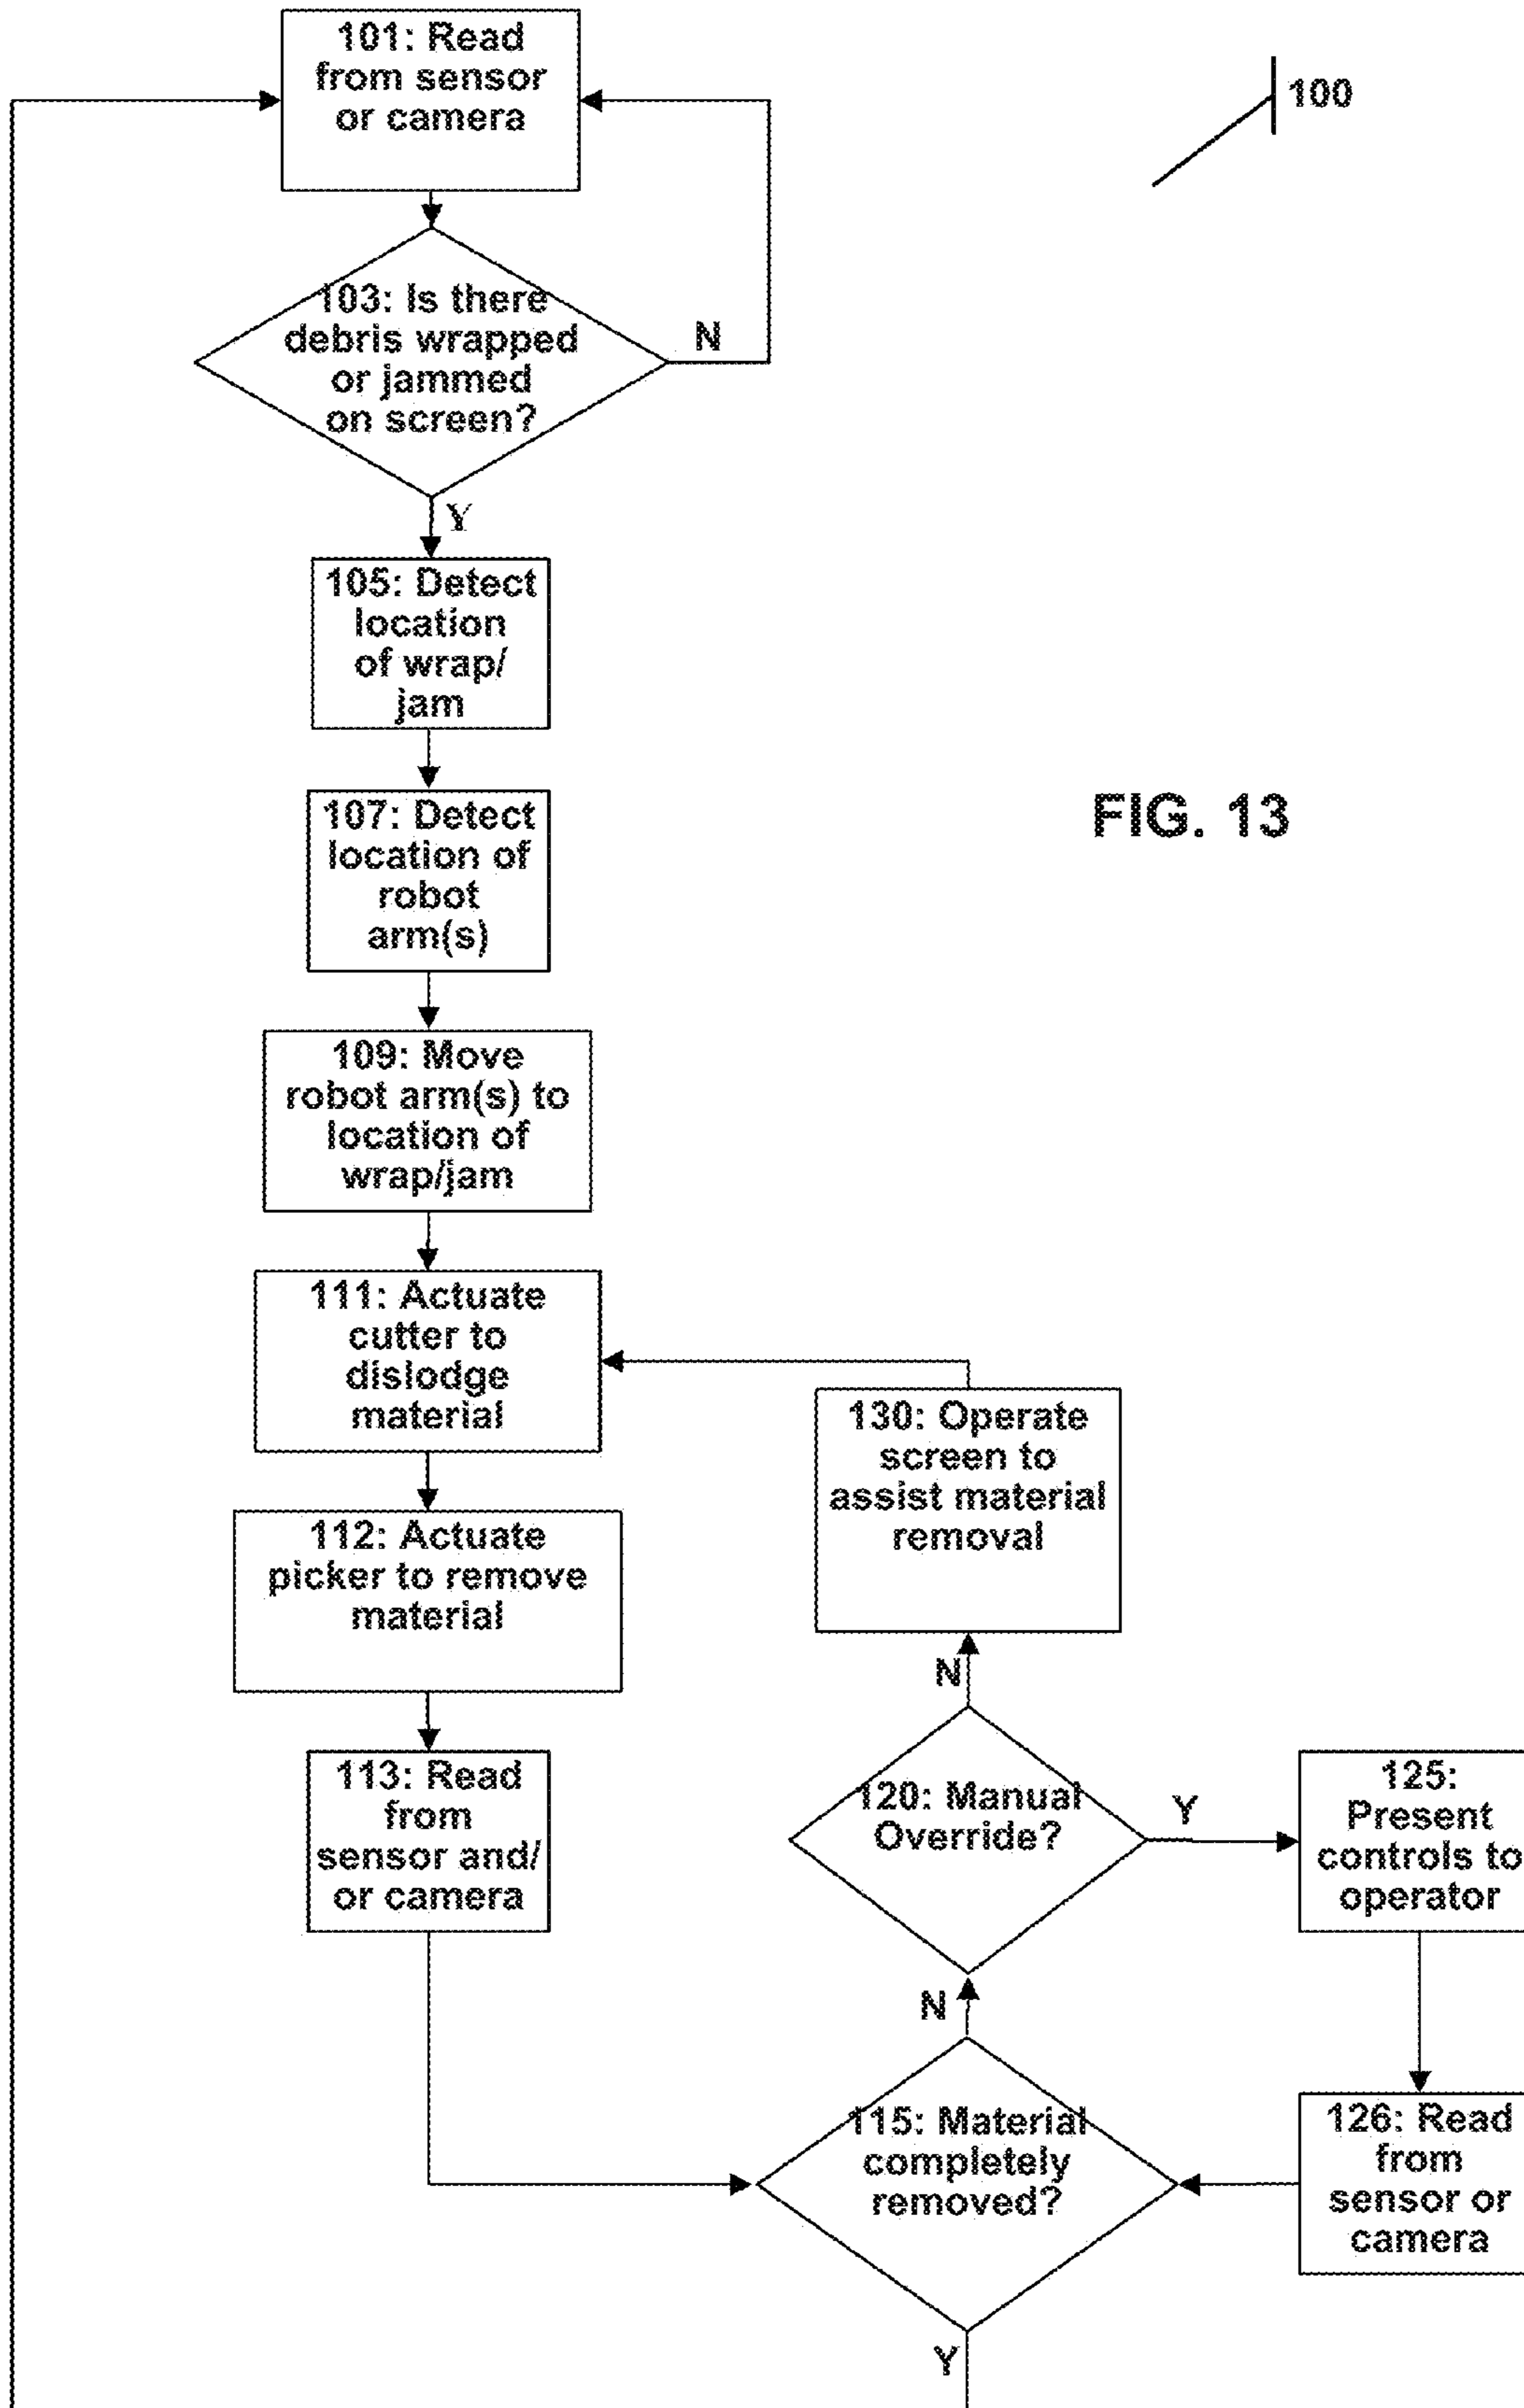 101: Read
from sensor
or camera
100
103: Is there
debris wrapped
or jammed
on screen?
N
Y
105: Detect
location
of wrap/
jam
107: Detect
location of
robot
arm(s)
FIG. 13
109: Move
robot arm(s) to
location of
wrap/jam
111: Actuate
cutter to
dislodge
material
130: Operate
screen to
assist material
removal
112: Actuate
picker to remove
material
N
113: Read
from
sensor and/
or camera
120: Manual
Override?
Y
125:
Present
controls to
operator
N
115: Material
completely
removed?
126: Read
from
sensor or
camera
Y